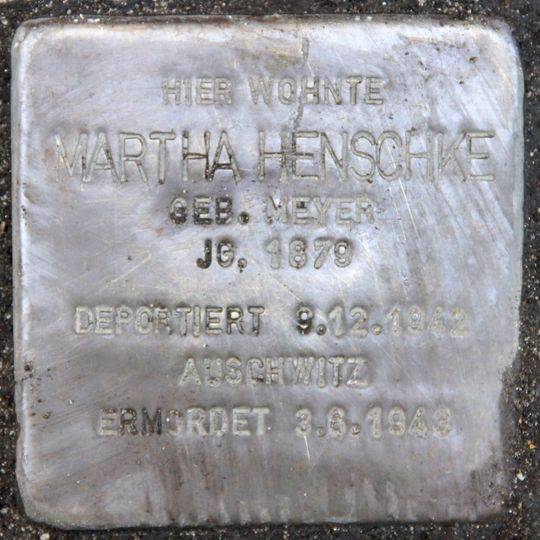 HIER WOHNTE
MARTHA HENSCHKE
GEB. MEYER
JG. 1879
DEPORTIERT 9.12.1942
AUSCHWITZ
ERMORDET 3.6.1943